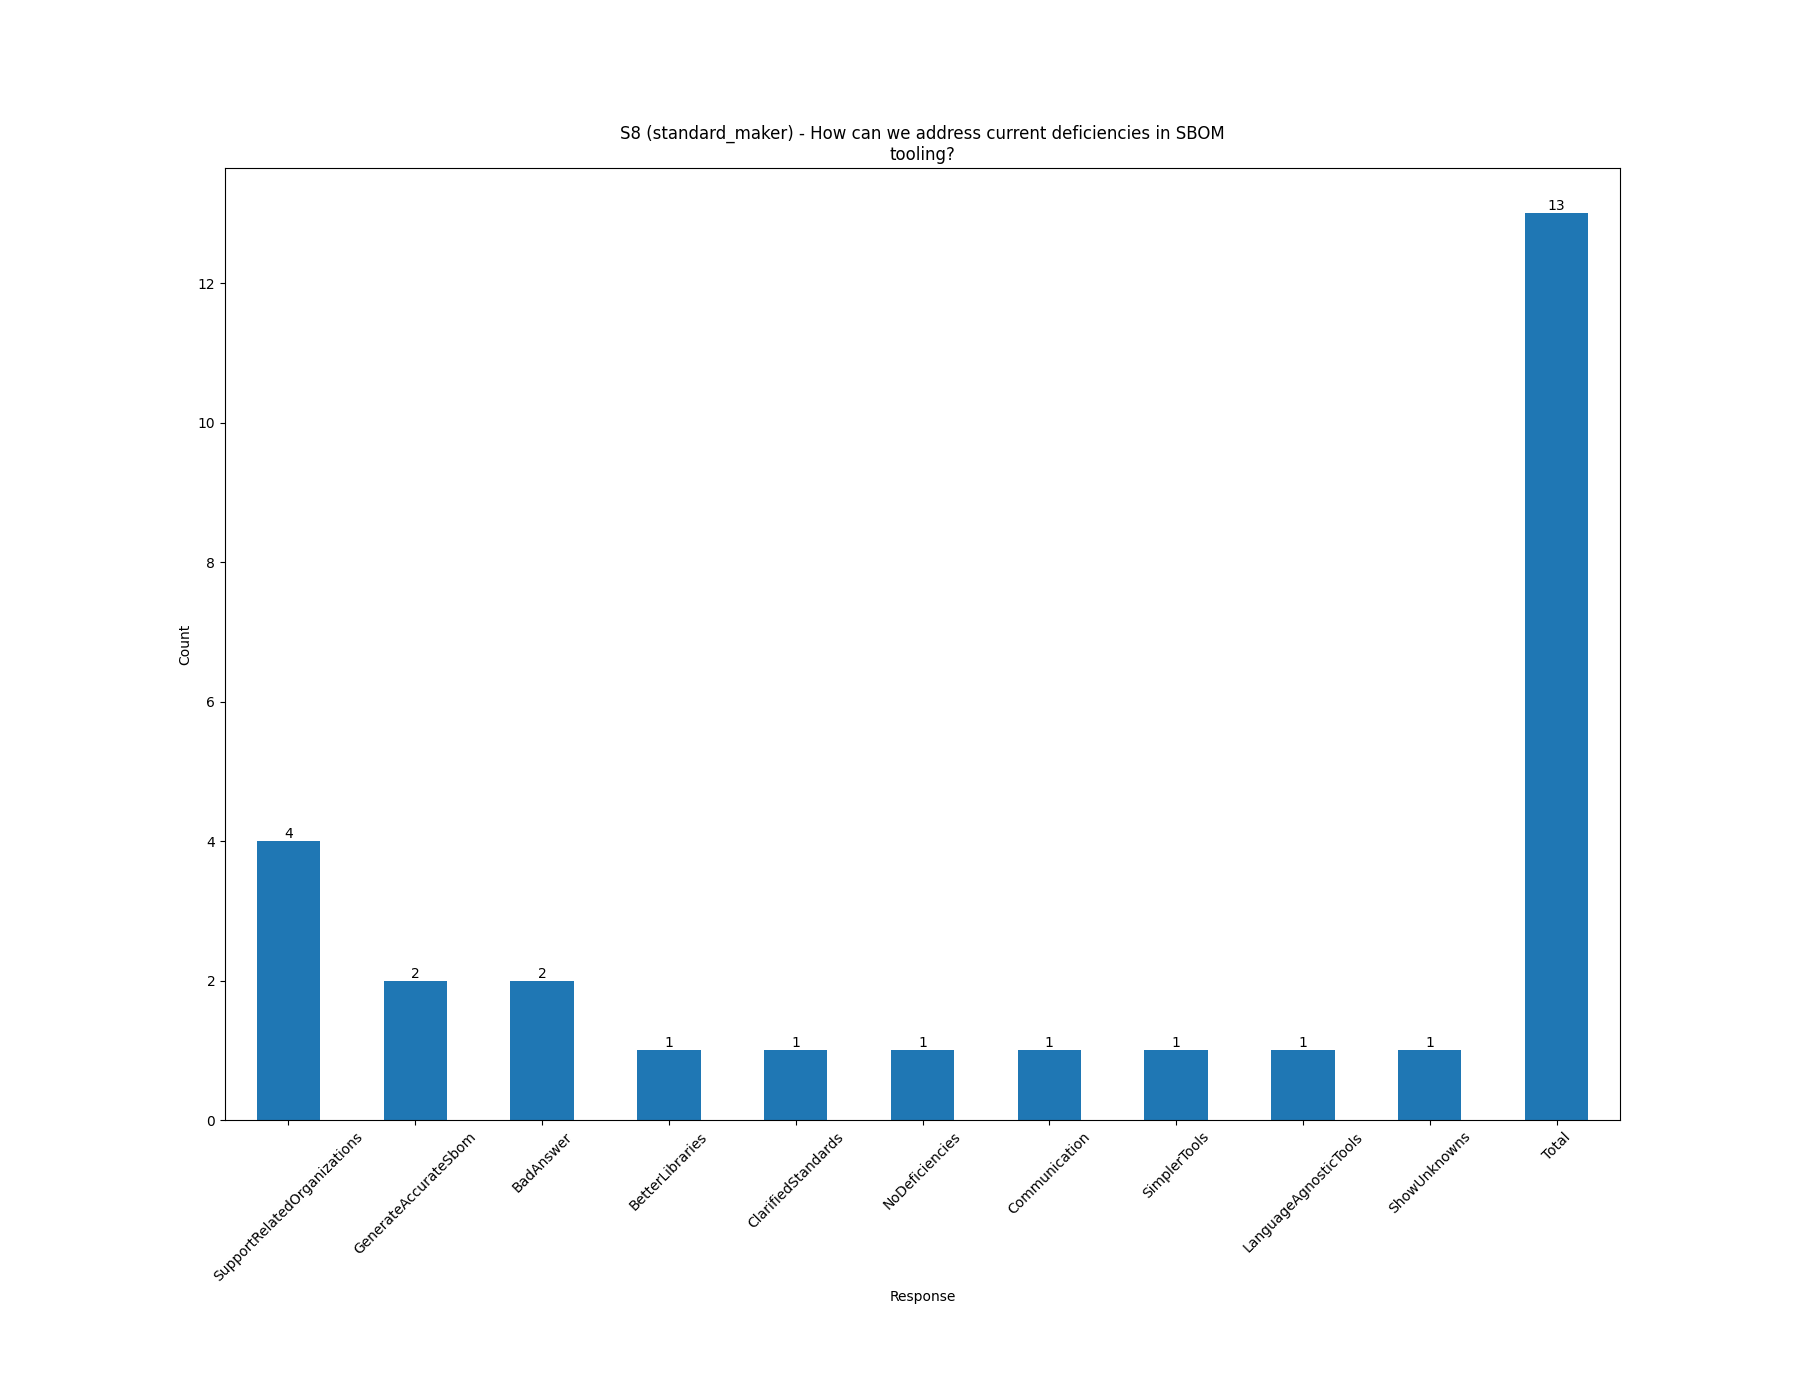 S8 (standard_maker) - How can we address current deficiencies in SBOM
tooling?
Count
12
10
8
6
4
2
0
4
2
2
1
1
1
1
1
1
1
13
SupportRelatedOrganizations
GenerateAccurateSbom
BadAnswer
BetterLibraries
ClarifiedStandards
NoDeficiencies
Communication
SimplerTools
LanguageAgnosticTools
ShowUnknowns
Total
Response